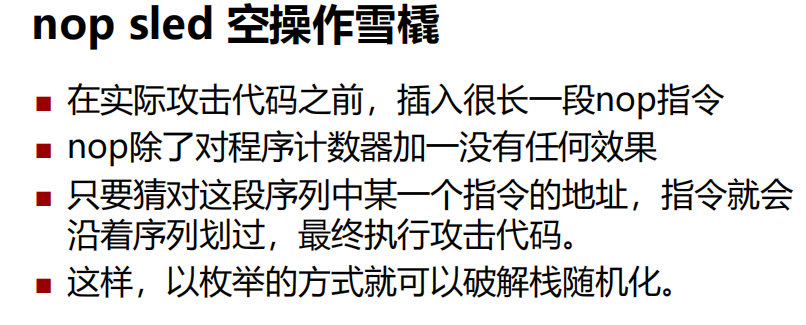 nop sled 空操作雪橇
■ 在实际攻击代码之前，插入很长一段nop指令
■ nop除了对程序计数器加一没有任何效果
■ 只要猜对这段序列中某一个指令的地址，指令就会
沿着序列划过，最终执行攻击代码。
■ 这样，以枚举的方式就可以破解栈随机化。